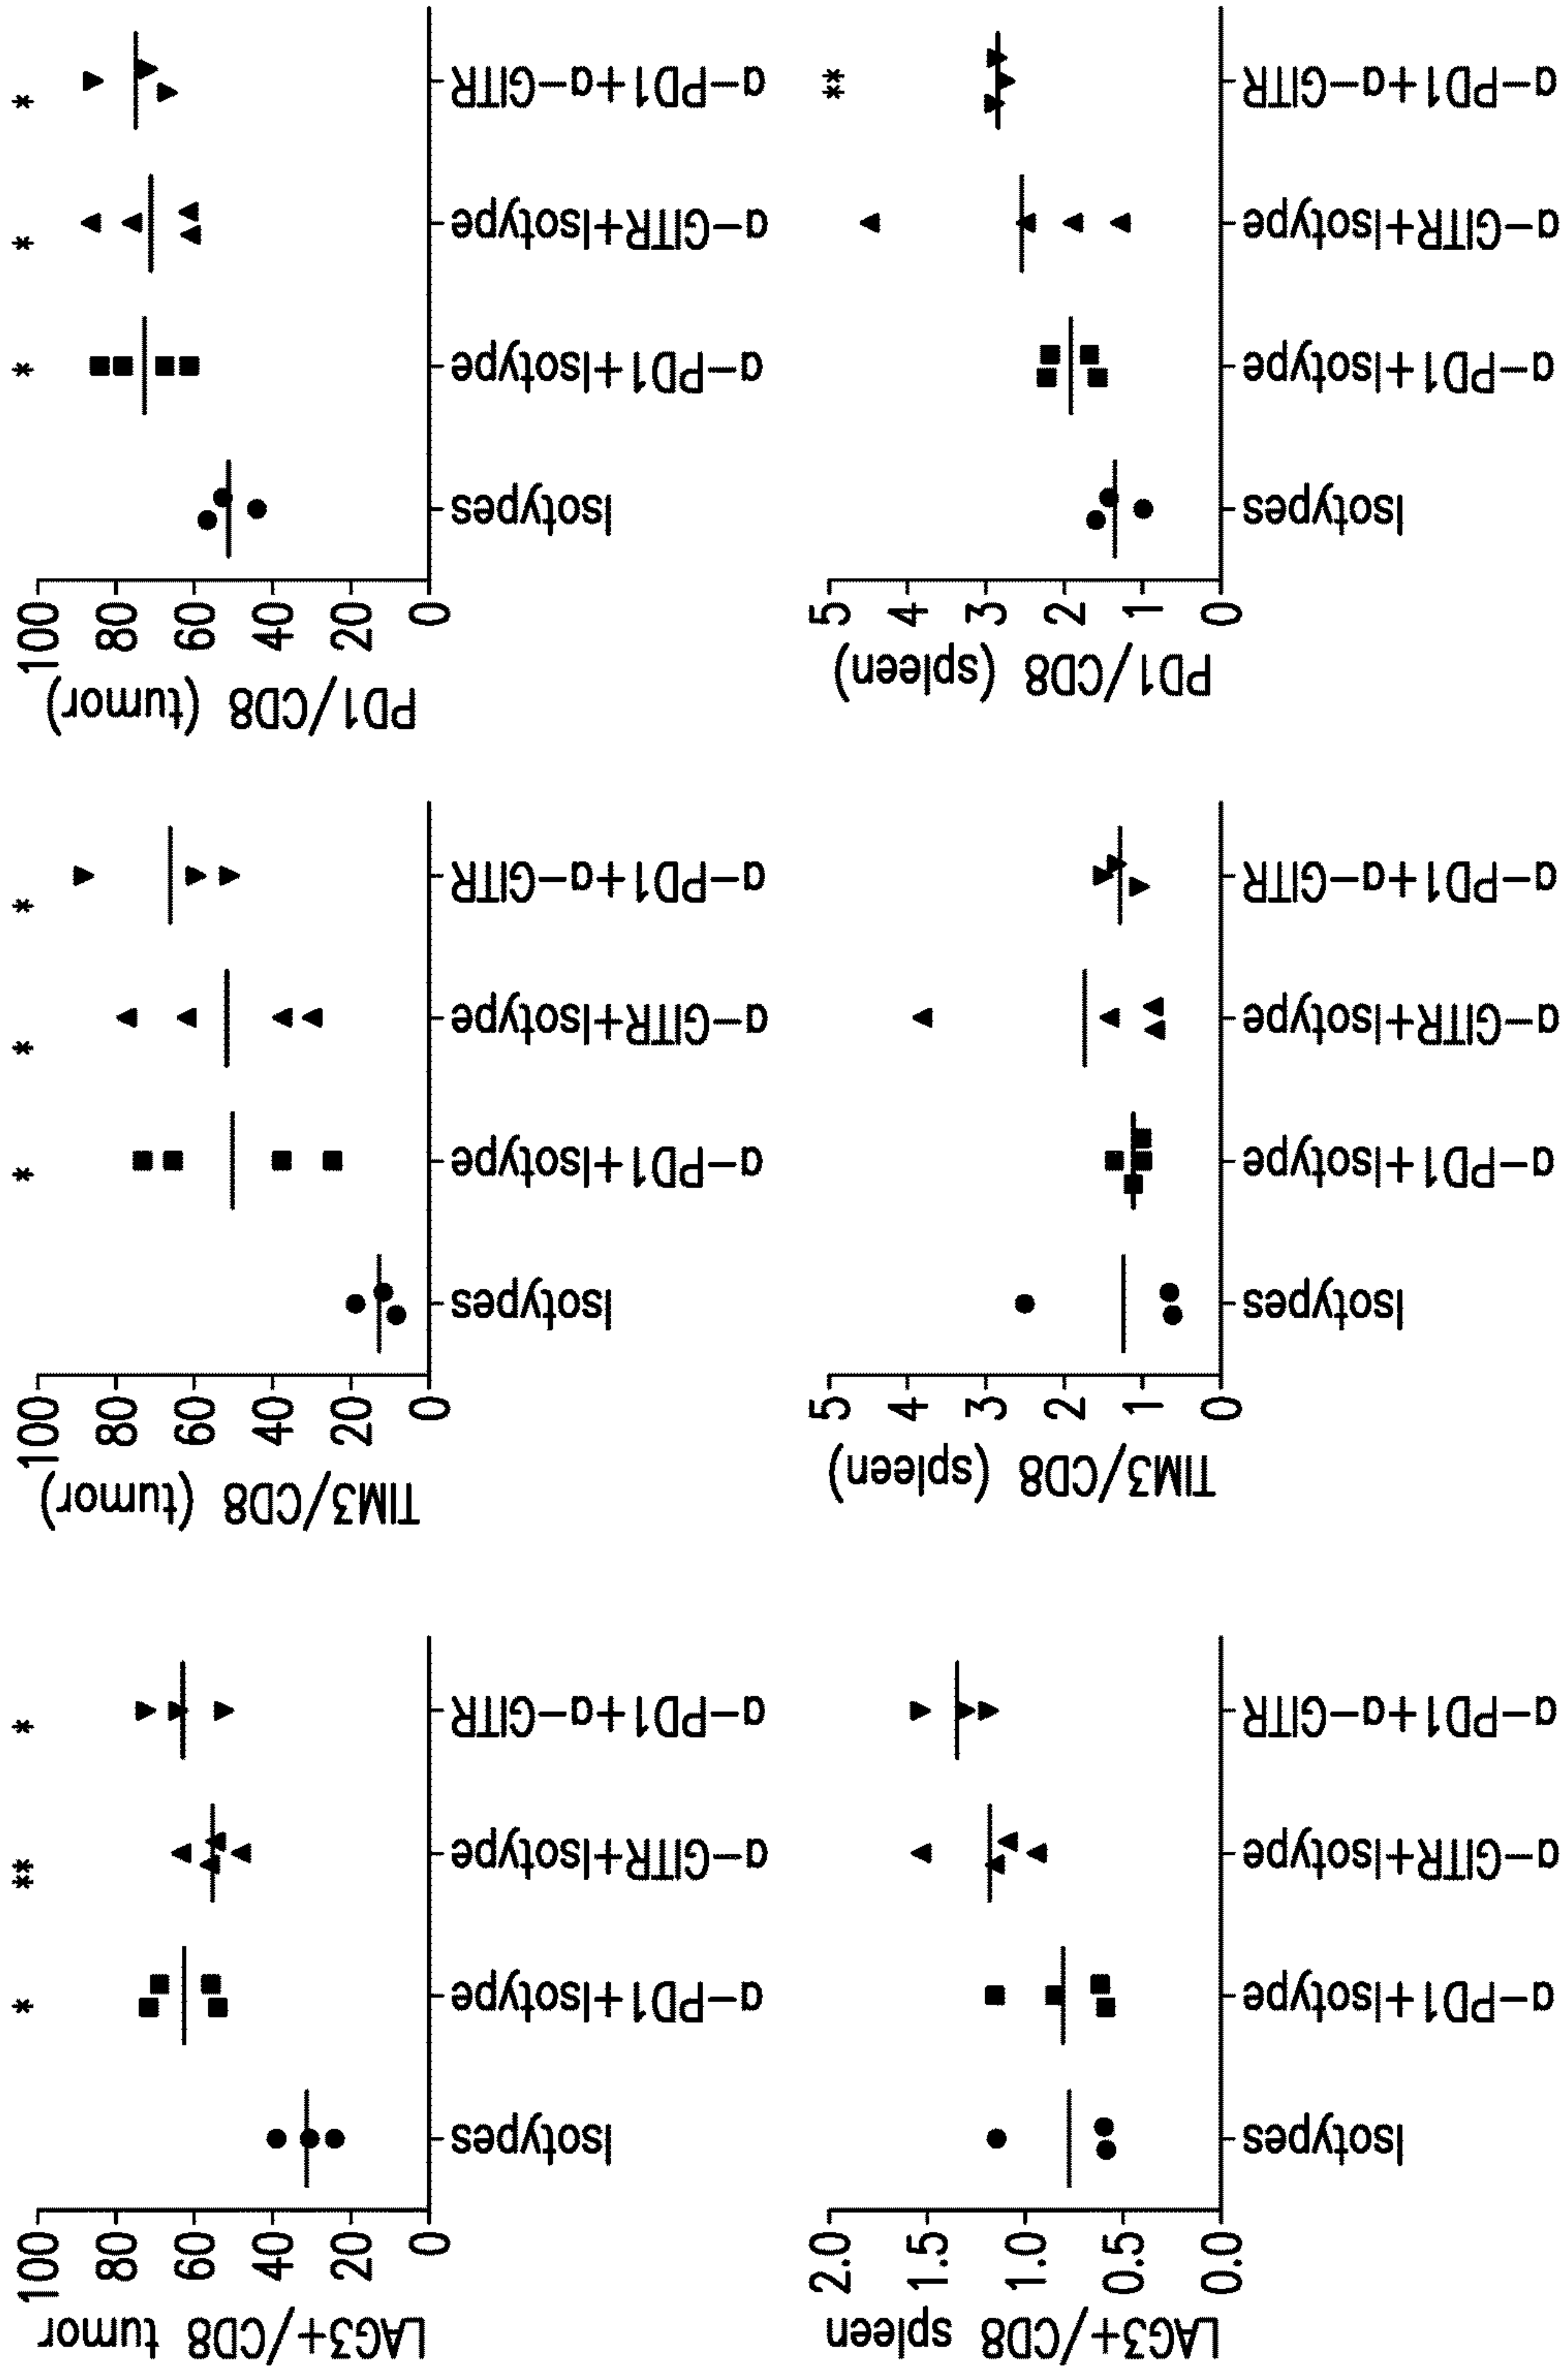 * ** *
100
80
60
40
20
0
LAG3+/CD8 tumor
Isotypes
α-PD1+Isotype
α-GITR+Isotype
α-PD1+α-GITR
* * *
100
80
60
40
20
0
TIM3/CD8 (tumor)
Isotypes
α-PD1+Isotype
α-GITR+Isotype
α-PD1+α-GITR
* * *
100
80
60
40
20
0
PD1/CD8 (tumor)
Isotypes
α-PD1+Isotype
α-GITR+Isotype
α-PD1+α-GITR
2.0
1.5
1.0
0.5
0.0
LAG3+/CD8 spleen
Isotypes
α-PD1+Isotype
α-GITR+Isotype
α-PD1+α-GITR
5
4
3
2
1
0
TIM3/CD8 (spleen)
Isotypes
α-PD1+Isotype
α-GITR+Isotype
α-PD1+α-GITR
**
5
4
3
2
1
0
PD1/CD8 (spleen)
Isotypes
α-PD1+Isotype
α-GITR+Isotype
α-PD1+α-GITR